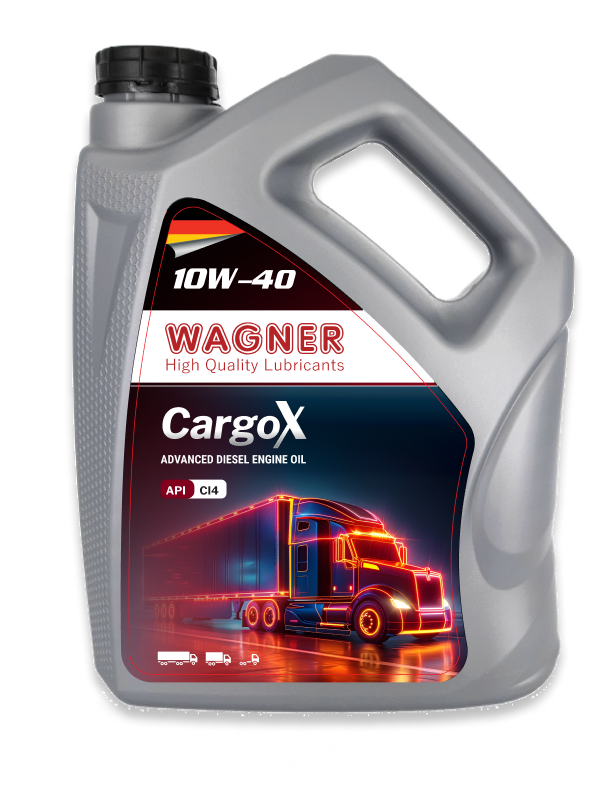 10W–40
WAGNER
High Quality Lubricants
CargoX
ADVANCED DIESEL ENGINE OIL
API CI4